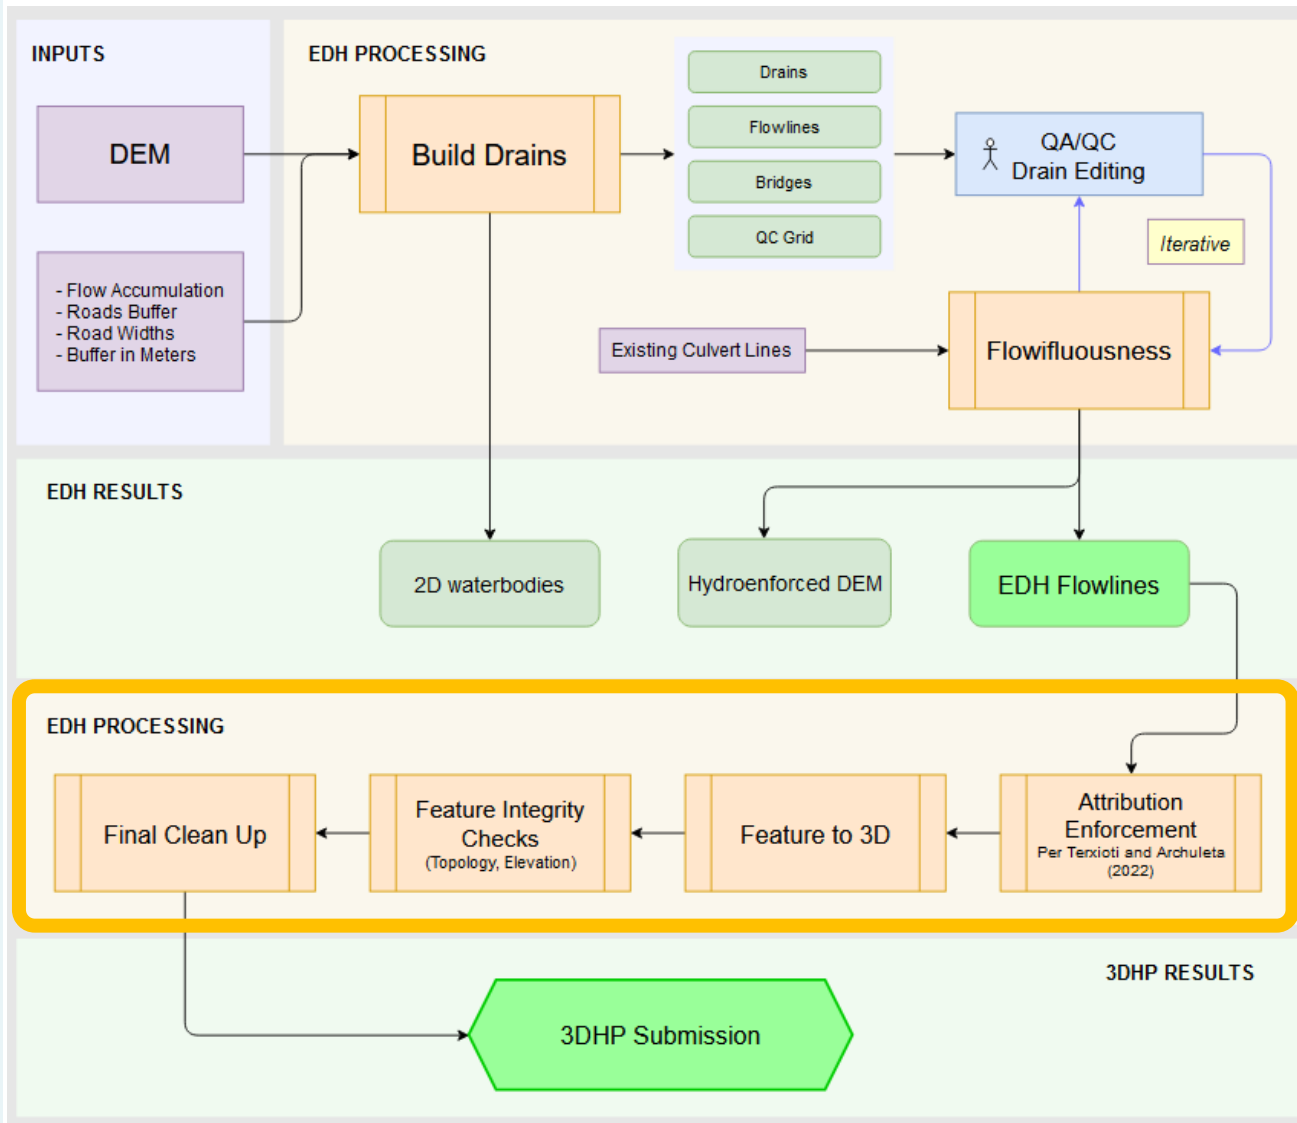 INPUTS
DEM
- Flow Accumulation
- Roads Buffer
- Road Widths
- Buffer in Meters
EDH PROCESSING
Build Drains
Drains
Flowlines
Bridges
QC Grid
QA/QC
Drain Editing
Iterative
Existing Culvert Lines
Flowifluousness
EDH RESULTS
2D waterbodies
Hydroenforced DEM
EDH Flowlines
EDH PROCESSING
Final Clean Up
Feature Integrity
Checks
(Topology, Elevation)
Feature to 3D
Attribution
Enforcement
Per Terxioti and Archuleta
(2022)
3DHP RESULTS
3DHP Submission